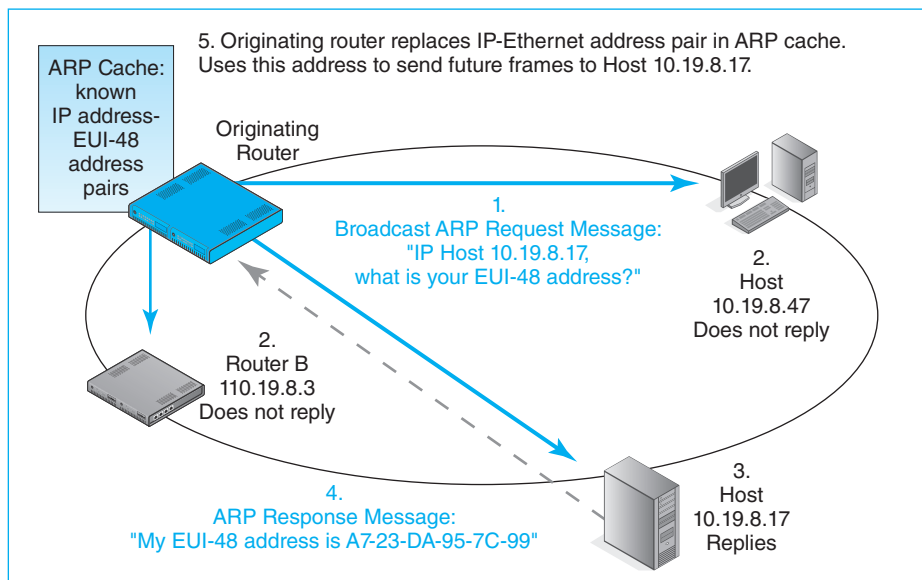 5. Originating router replaces IP-Ethernet address pair in ARP cache.
Uses this address to send future frames to Host 10.19.8.17.
ARP Cache:
known
IP address-
EUI-48
address
pairs
Originating
Router
1.
Broadcast ARP Request Message:
"IP Host 10.19.8.17,
what is your EUI-48 address?"
2.
Host
10.19.8.47
Does not reply
2.
Router B
110.19.8.3
Does not reply
3.
Host
10.19.8.17
Replies
4.
ARP Response Message:
"My EUI-48 address is A7-23-DA-95-7C-99"